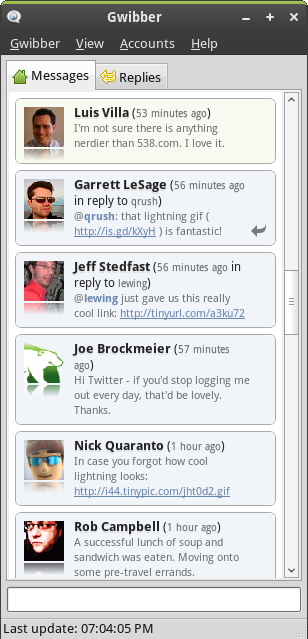 Gwibber
Gwibber View Accounts Help
Messages Replies
Luis Villa (53 minutes ago)
I'm not sure there is anything
nerdier than 538.com. I love it.
Garrett LeSage (56 minutes ago
in reply to qrush)
@qrush: that lightning gif (
http://is.gd/kXyH ) is fantastic!
Jeff Stedfast (56 minutes ago) in
reply to lewing)
@lewing just gave us this really
cool link: http://tinyurl.com/a3ku72
Joe Brockmeier (57 minutes
ago)
Hi Twitter - if you'd stop logging me
out every day, that'd be lovely.
Thanks.
Nick Quaranto (1 hour ago)
In case you forgot how cool
lightning looks:
http://i44.tinypic.com/jht0d2.gif
Rob Campbell (1 hour ago)
A successful lunch of soup and
sandwich was eaten. Moving onto
some pre-travel errands.
Last update: 07:04:05 PM